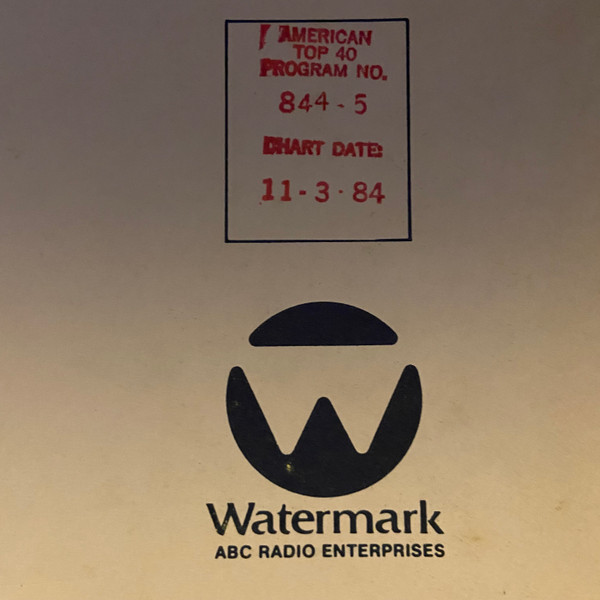 AMERICAN
TOP 40
PROGRAM NO.
844-5
CHART DATE:
11-3-84
Watermark
ABC RADIO ENTERPRISES